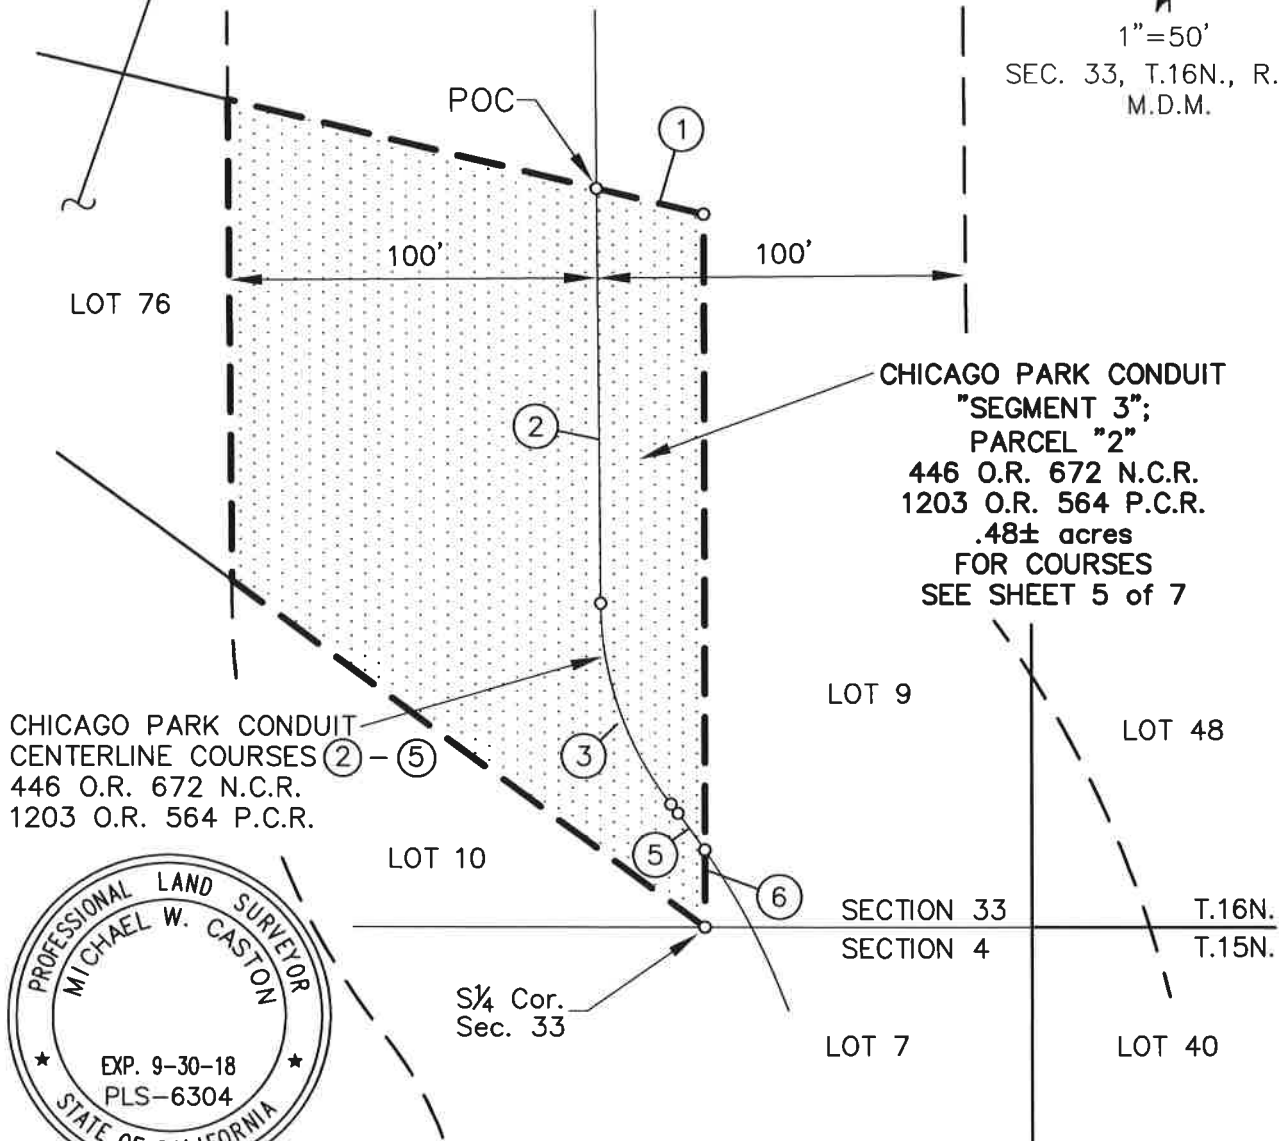 1"=50'
SEC. 33, T.16N., R.
M.D.M.
POC
1
100'
100'
LOT 76
CHICAGO PARK CONDUIT
"SEGMENT 3";
PARCEL "2"
446 O.R. 672 N.C.R.
1203 O.R. 564 P.C.R.
.48± acres
FOR COURSES
SEE SHEET 5 of 7
2
LOT 9
LOT 48
CHICAGO PARK CONDUIT
CENTERLINE COURSES 2 - 5
446 O.R. 672 N.C.R.
1203 O.R. 564 P.C.R.
3
5
6
LOT 10
SECTION 33
T.16N.
SECTION 4
T.15N.
S¼ Cor.
Sec. 33
LOT 7
LOT 40
PROFESSIONAL LAND SURVEYOR
MICHAEL W. CASTON
EXP. 9-30-18
PLS-6304
STATE OF CALIFORNIA